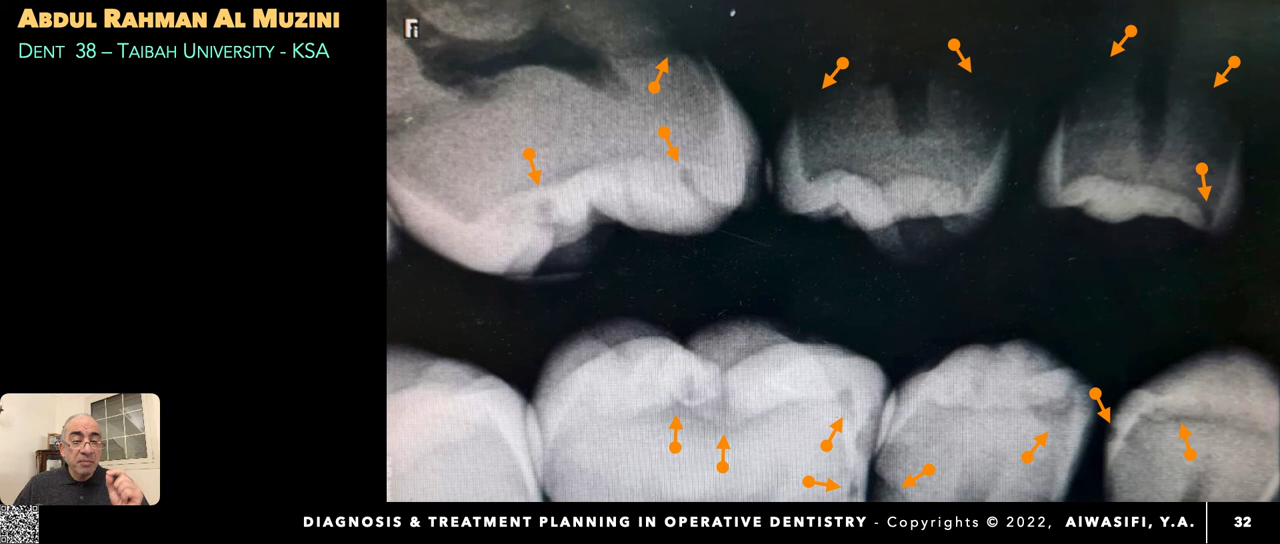 ABDUL RAHMAN AL MUZINI
DENT 38 – TAIBAH UNIVERSITY - KSA
DIAGNOSIS & TREATMENT PLANNING IN OPERATIVE DENTISTRY - Copyrights © 2022, AlWASIFI, Y.A.
32